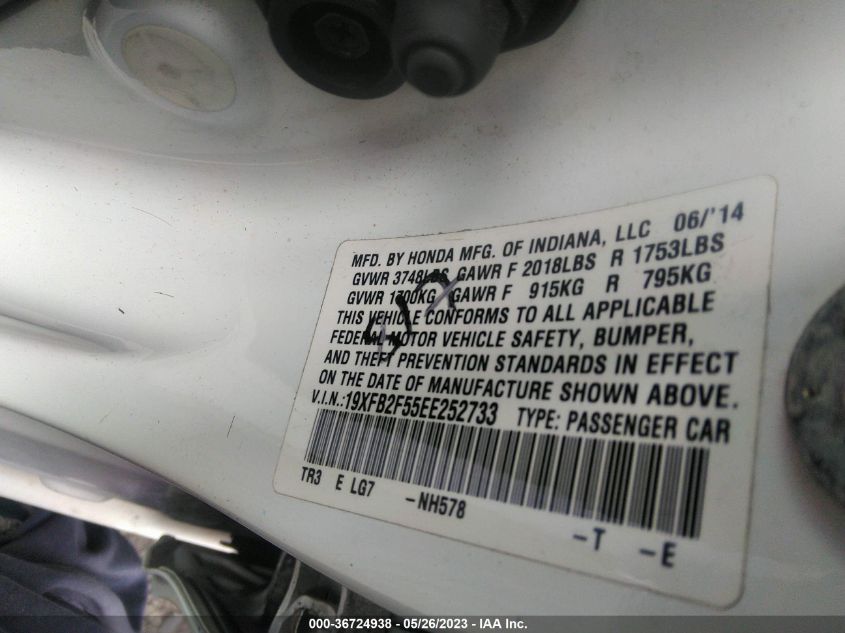 MFD. BY HONDA MFG. OF INDIANA, LLC 06/'14
GVWR 3748LBS GAWR F 2018LBS R 1753LBS
GVWR 1700KG GAWR F 915KG R 795KG
THIS VEHICLE CONFORMS TO ALL APPLICABLE
FEDERAL MOTOR VEHICLE SAFETY, BUMPER,
AND THEFT PREVENTION STANDARDS IN EFFECT
ON THE DATE OF MANUFACTURE SHOWN ABOVE.
V.I.N.:19XFB2F55EE252733 TYPE: PASSENGER CAR
TR3 E LG7 -NH578 -T -E
000-36724938 - 05/26/2023 - IAA Inc.